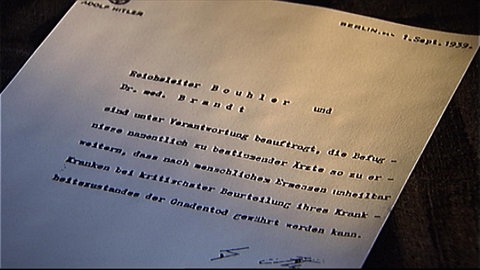 ADOLF HITLER
BERLIN, 1.Sept.1939.
Reichsleiter B o u h l e r und
Dr. med. B r a n d t
sind unter Verantwortung beauftragt, die Befug -
nisse namentlich zu bestimmender Ärzte so zu er -
weitern, dass nach menschlichem Ermessen unheilbar
Kranken bei kritischster Beurteilung ihres Krank -
heitszustandes der Gnadentod gewährt werden kann.